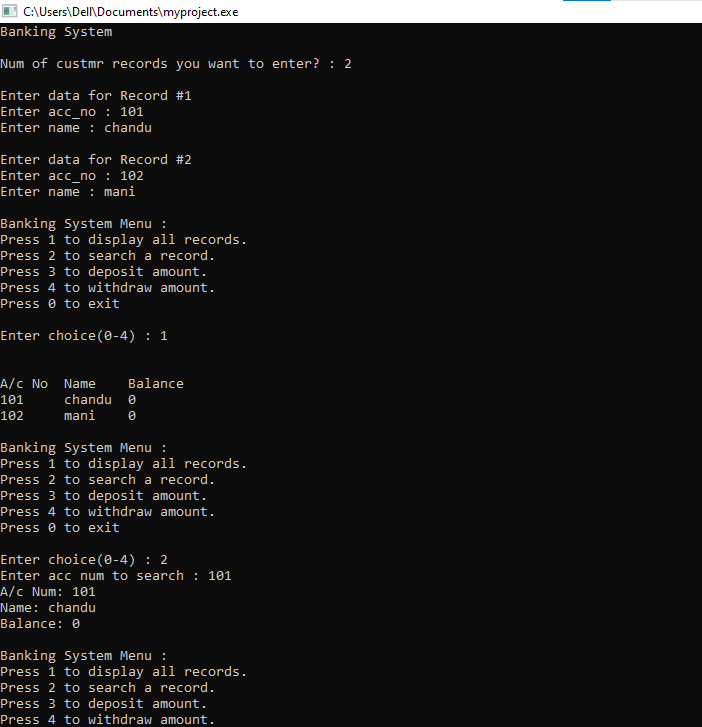 C:\Users\Dell\Documents\myproject.exe
Banking System
Num of custmr records you want to enter? : 2
Enter data for Record #1
Enter acc_no : 101
Enter name : chandu
Enter data for Record #2
Enter acc_no : 102
Enter name : mani
Banking System Menu :
Press 1 to display all records.
Press 2 to search a record.
Press 3 to deposit amount.
Press 4 to withdraw amount.
Press 0 to exit
Enter choice(0-4) : 1
A/c No  Name    Balance
101     chandu  0
102     mani    0
Banking System Menu :
Press 1 to display all records.
Press 2 to search a record.
Press 3 to deposit amount.
Press 4 to withdraw amount.
Press 0 to exit
Enter choice(0-4) : 2
Enter acc num to search : 101
A/c Num: 101
Name: chandu
Balance: 0
Banking System Menu :
Press 1 to display all records.
Press 2 to search a record.
Press 3 to deposit amount.
Press 4 to withdraw amount.